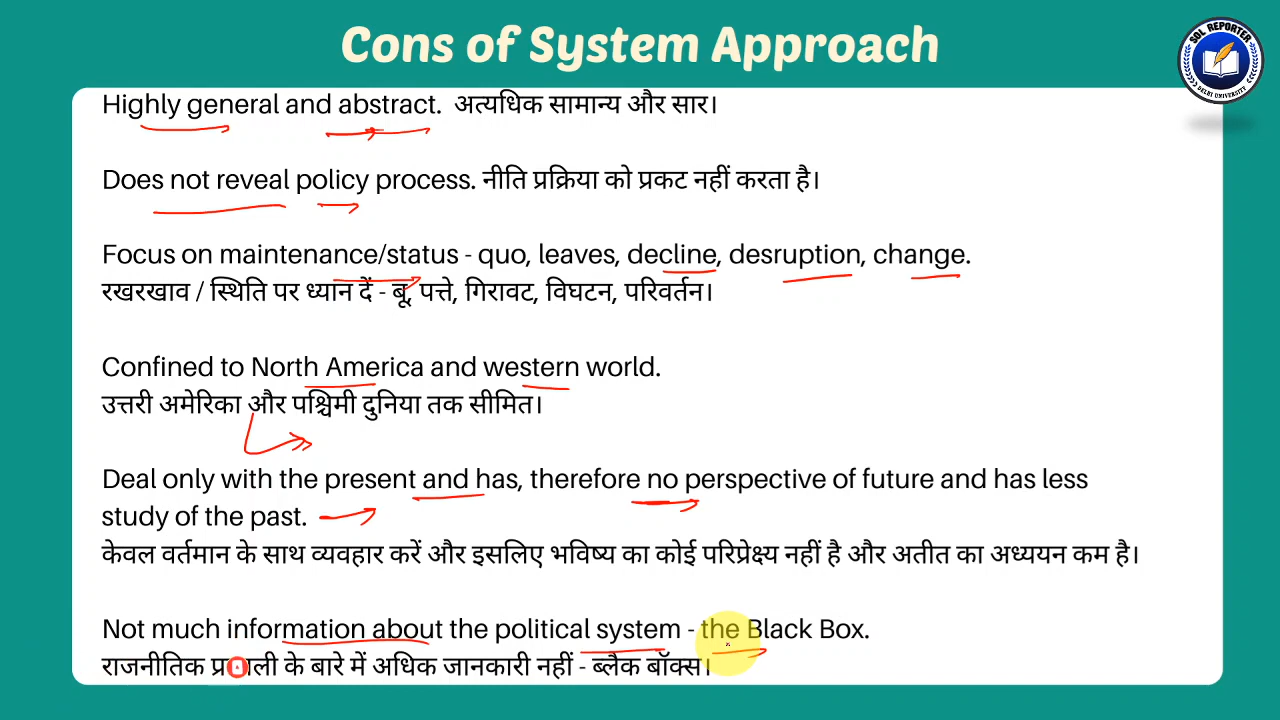 Cons of System Approach
SOL REPORTER
DELHI UNIVERSITY
Highly general and abstract. अत्यधिक सामान्य और सार।
Does not reveal policy process. नीति प्रक्रिया को प्रकट नहीं करता है।
Focus on maintenance/status - quo, leaves, decline, desruption, change.
रखरखाव / स्थिति पर ध्यान दें - बू, पत्ते, गिरावट, विघटन, परिवर्तन।
Confined to North America and western world.
उत्तरी अमेरिका और पश्चिमी दुनिया तक सीमित।
Deal only with the present and has, therefore no perspective of future and has less
study of the past.
केवल वर्तमान के साथ व्यवहार करें और इसलिए भविष्य का कोई परिप्रेक्ष्य नहीं है और अतीत का अध्ययन कम है।
Not much information about the political system - the Black Box.
राजनीतिक के बारे में अधिक जानकारी नहीं - ब्लैक बॉक्स।